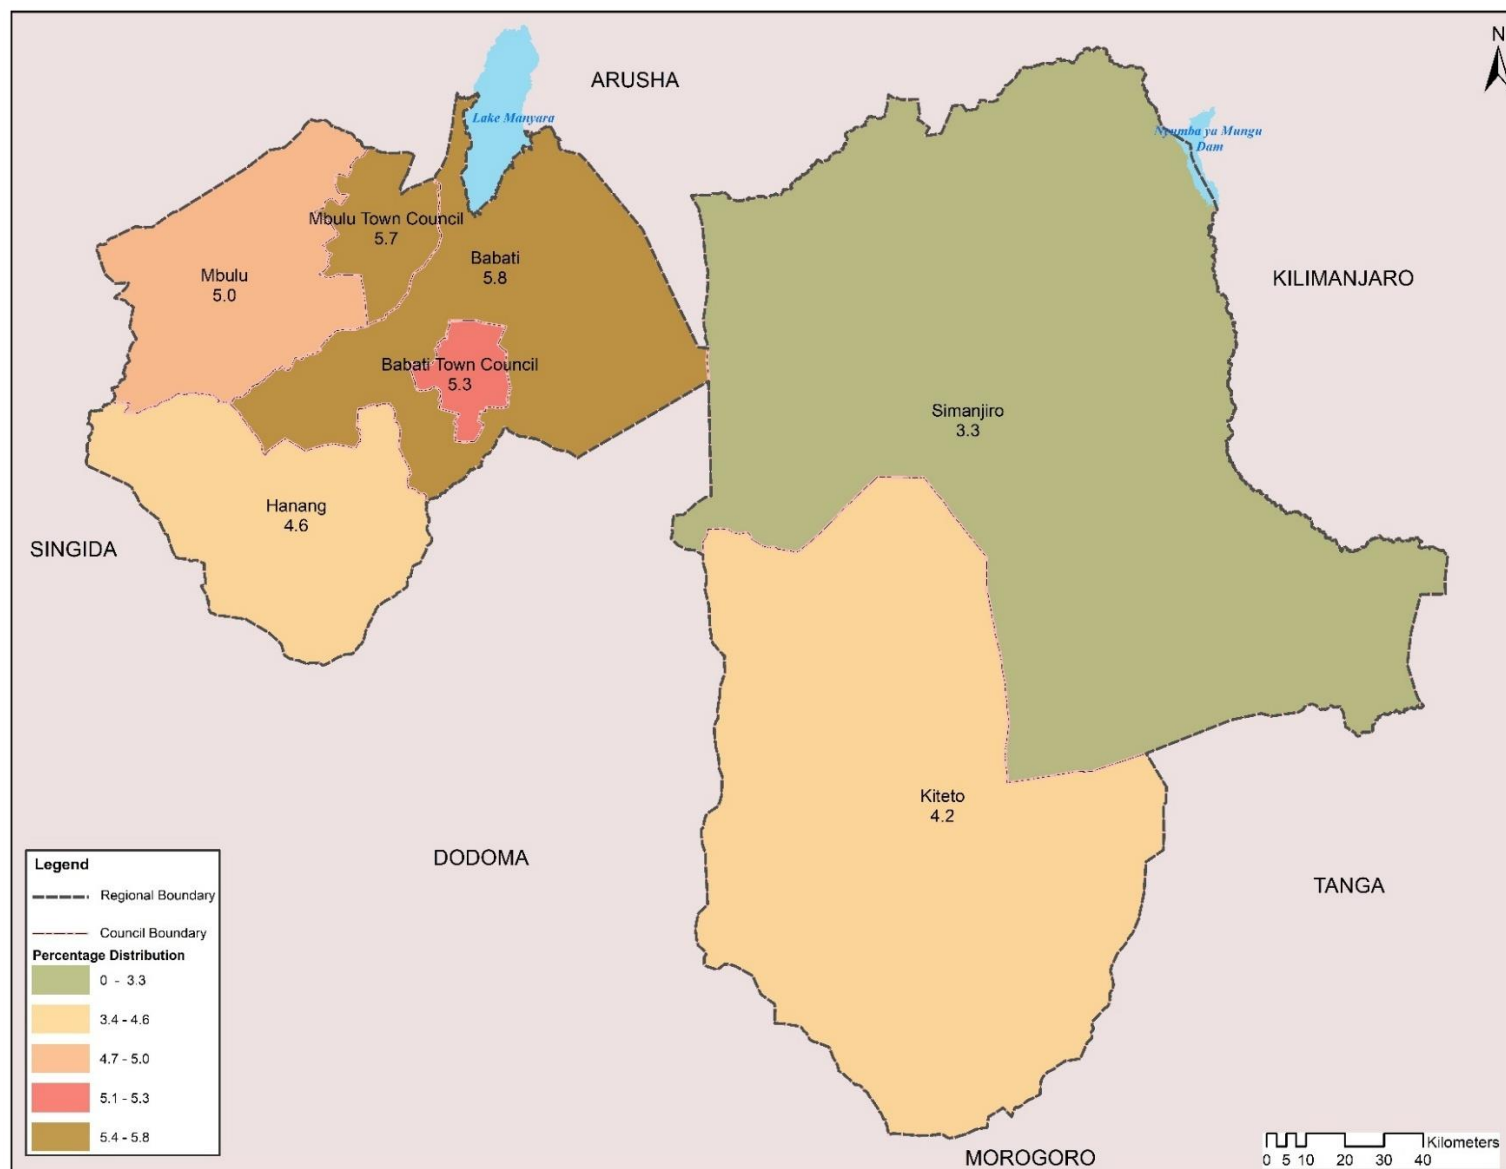 N
ARUSHA
Lake Manyara
Nyumba ya Mungu
Dam
Mbulu Town Council
5.7
Babati
5.8
Mbulu
5.0
KILIMANJARO
Babati Town Council
5.3
Simanjiro
3.3
Hanang
4.6
SINGIDA
Kiteto
4.2
DODOMA
TANGA
MOROGORO
Legend
Regional Boundary
Council Boundary
Percentage Distribution
0 - 3.3
3.4 - 4.6
4.7 - 5.0
5.1 - 5.3
5.4 - 5.8
Kilometers
0 5 10 20 30 40